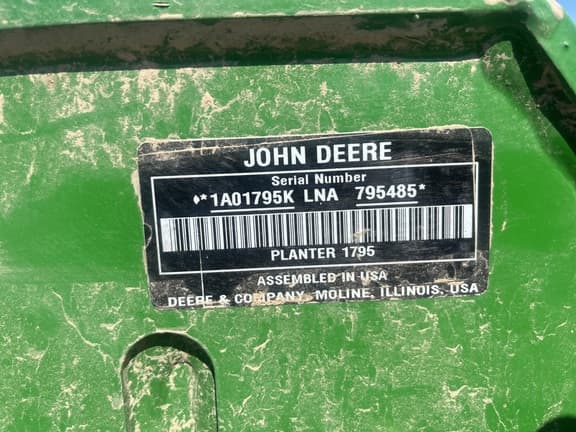 JOHN DEERE
Serial Number
♦*1A01795K LNA 795485*
PLANTER 1795
ASSEMBLED IN USA
DEERE & COMPANY, MOLINE, ILLINOIS, USA